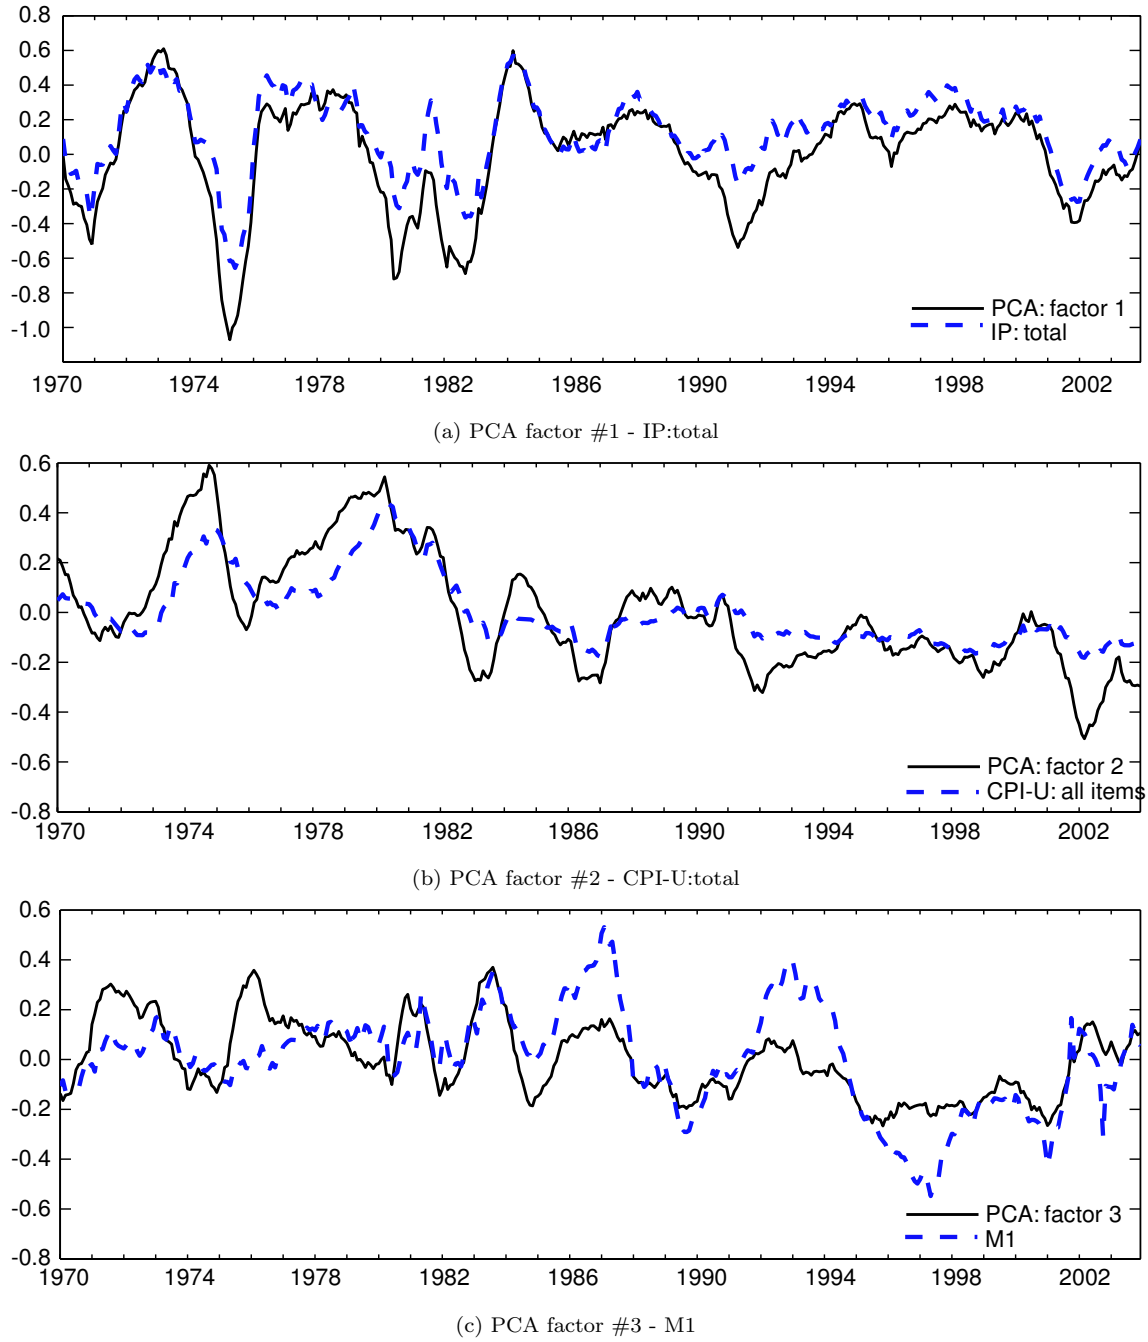 0.8
0.6
0.4
0.2
0.0
-0.2
-0.4
-0.6
-0.8
-1.0
PCA: factor 1
IP: total
1970 1974 1978 1982 1986 1990 1994 1998 2002
(a) PCA factor #1 - IP:total
0.6
0.4
0.2
0.0
-0.2
-0.4
-0.6
-0.8
PCA: factor 2
CPI-U: all items
1970 1974 1978 1982 1986 1990 1994 1998 2002
(b) PCA factor #2 - CPI-U:total
0.6
0.4
0.2
0.0
-0.2
-0.4
-0.6
-0.8
PCA: factor 3
M1
1970 1974 1978 1982 1986 1990 1994 1998 2002
(c) PCA factor #3 - M1